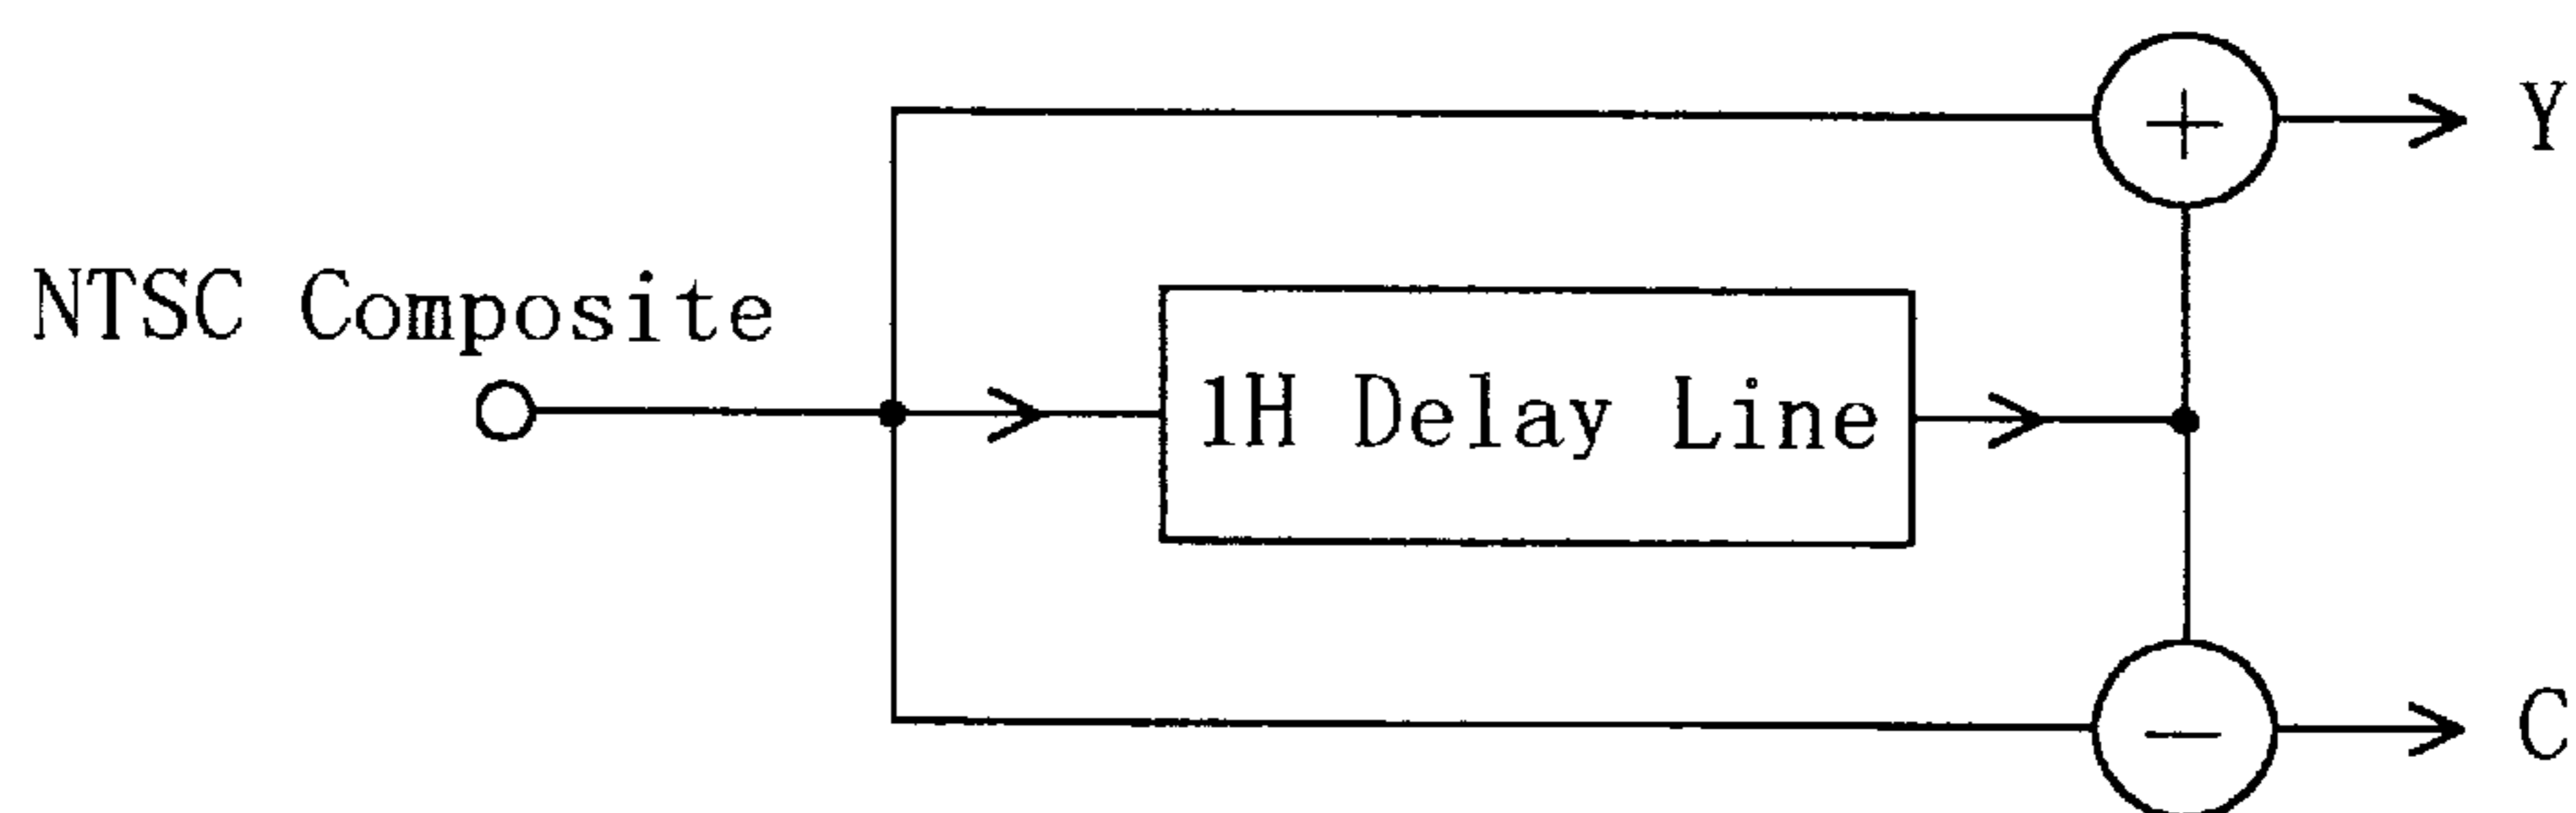 Y
+
NTSC Composite
1H Delay Line
−
C